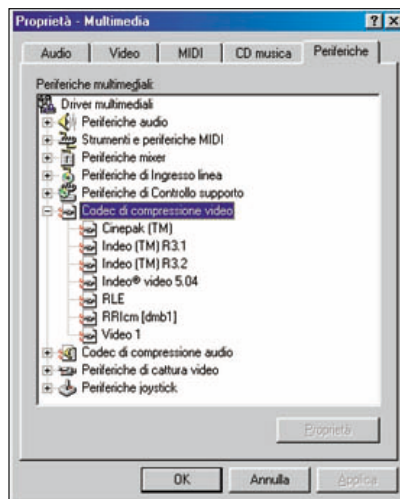 Proprietà - Multimedia
Audio
Video
MIDI
CD musica
Periferiche
Periferiche multimediali:
Driver multimediali
Periferiche audio
Strumenti e periferiche MIDI
Periferiche mixer
Periferiche di Ingresso linea
Periferiche di Controllo supporto
Codec di compressione video
Cinepak (TM)
Indeo (TM) R3.1
Indeo (TM) R3.2
Indeo® video 5.04
RLE
RRIcm [dmb1]
Video 1
Codec di compressione audio
Periferiche di cattura video
Periferiche joystick
Proprietà
OK
Annulla
Applica